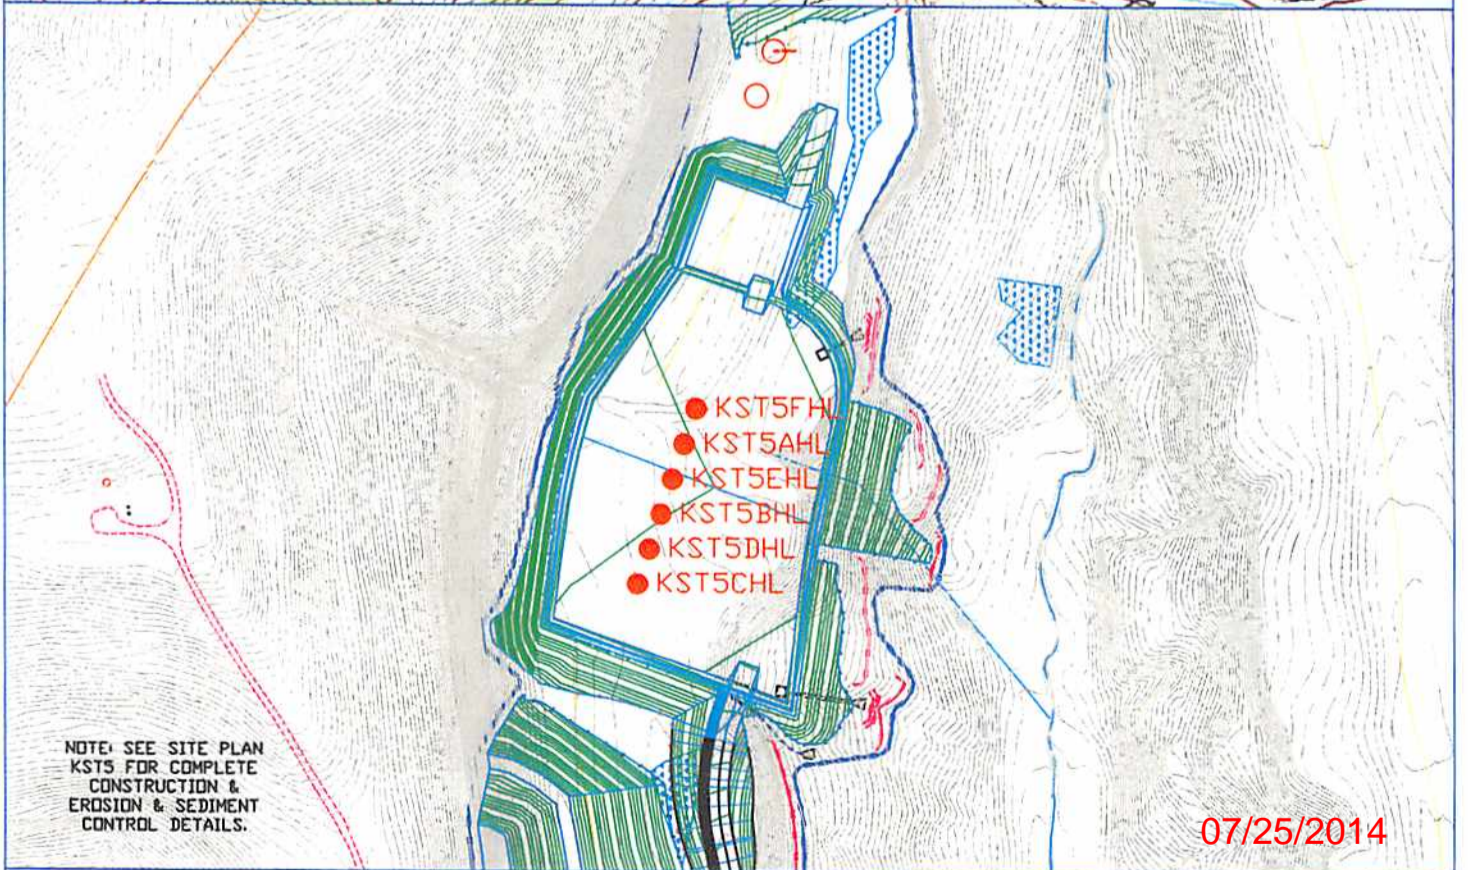 KST5FHL
KST5AHL
KST5EHL
KST5BHL
KST5DHL
KST5CHL
NOTE: SEE SITE PLAN
KST5 FOR COMPLETE
CONSTRUCTION &
EROSION & SEDIMENT
CONTROL DETAILS.
07/25/2014